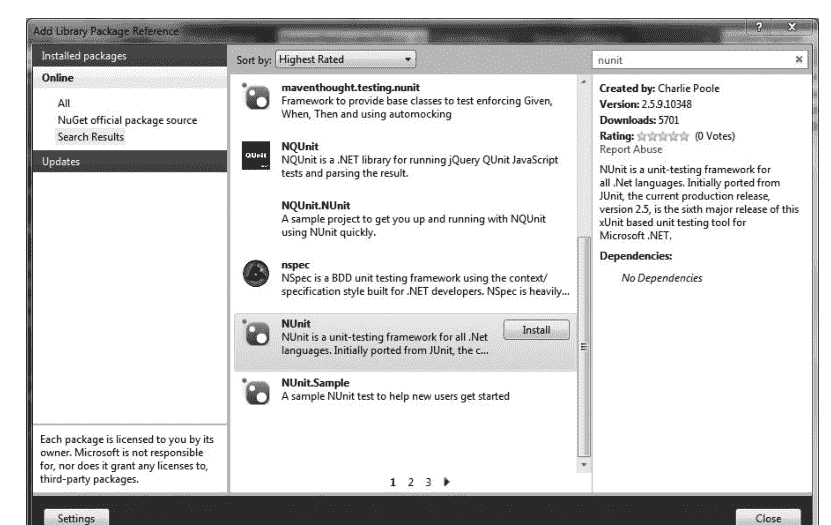 Add Library Package Reference
? X
Installed packages
Online
All
NuGet official package source
Search Results
Updates
Each package is licensed to you by its
owner. Microsoft is not responsible
for, nor does it grant any licenses to,
third-party packages.
Settings
Sort by: Highest Rated
maventhought.testing.nunit
Framework to provide base classes to test enforcing Given,
When, Then and using automocking
QUnit
NQUnit
NQUnit is a .NET library for running jQuery QUnit JavaScript
tests and parsing the result.
NQUnit.NUnit
A sample project to get you up and running with NQUnit
using NUnit quickly.
nspec
NSpec is a BDD unit testing framework using the context/
specification style built for .NET developers. NSpec is heavily...
NUnit
NUnit is a unit-testing framework for all .Net
languages. Initially ported from JUnit, the c...
Install
NUnit.Sample
A sample NUnit test to help new users get started
1 2 3
nunit
Created by: Charlie Poole
Version: 2.5.9.10348
Downloads: 5701
Rating: (0 Votes)
Report Abuse
NUnit is a unit-testing framework for
all .Net languages. Initially ported from
JUnit, the current production release,
version 2.5, is the sixth major release of this
xUnit based unit testing tool for
Microsoft .NET.
Dependencies:
No Dependencies
Close